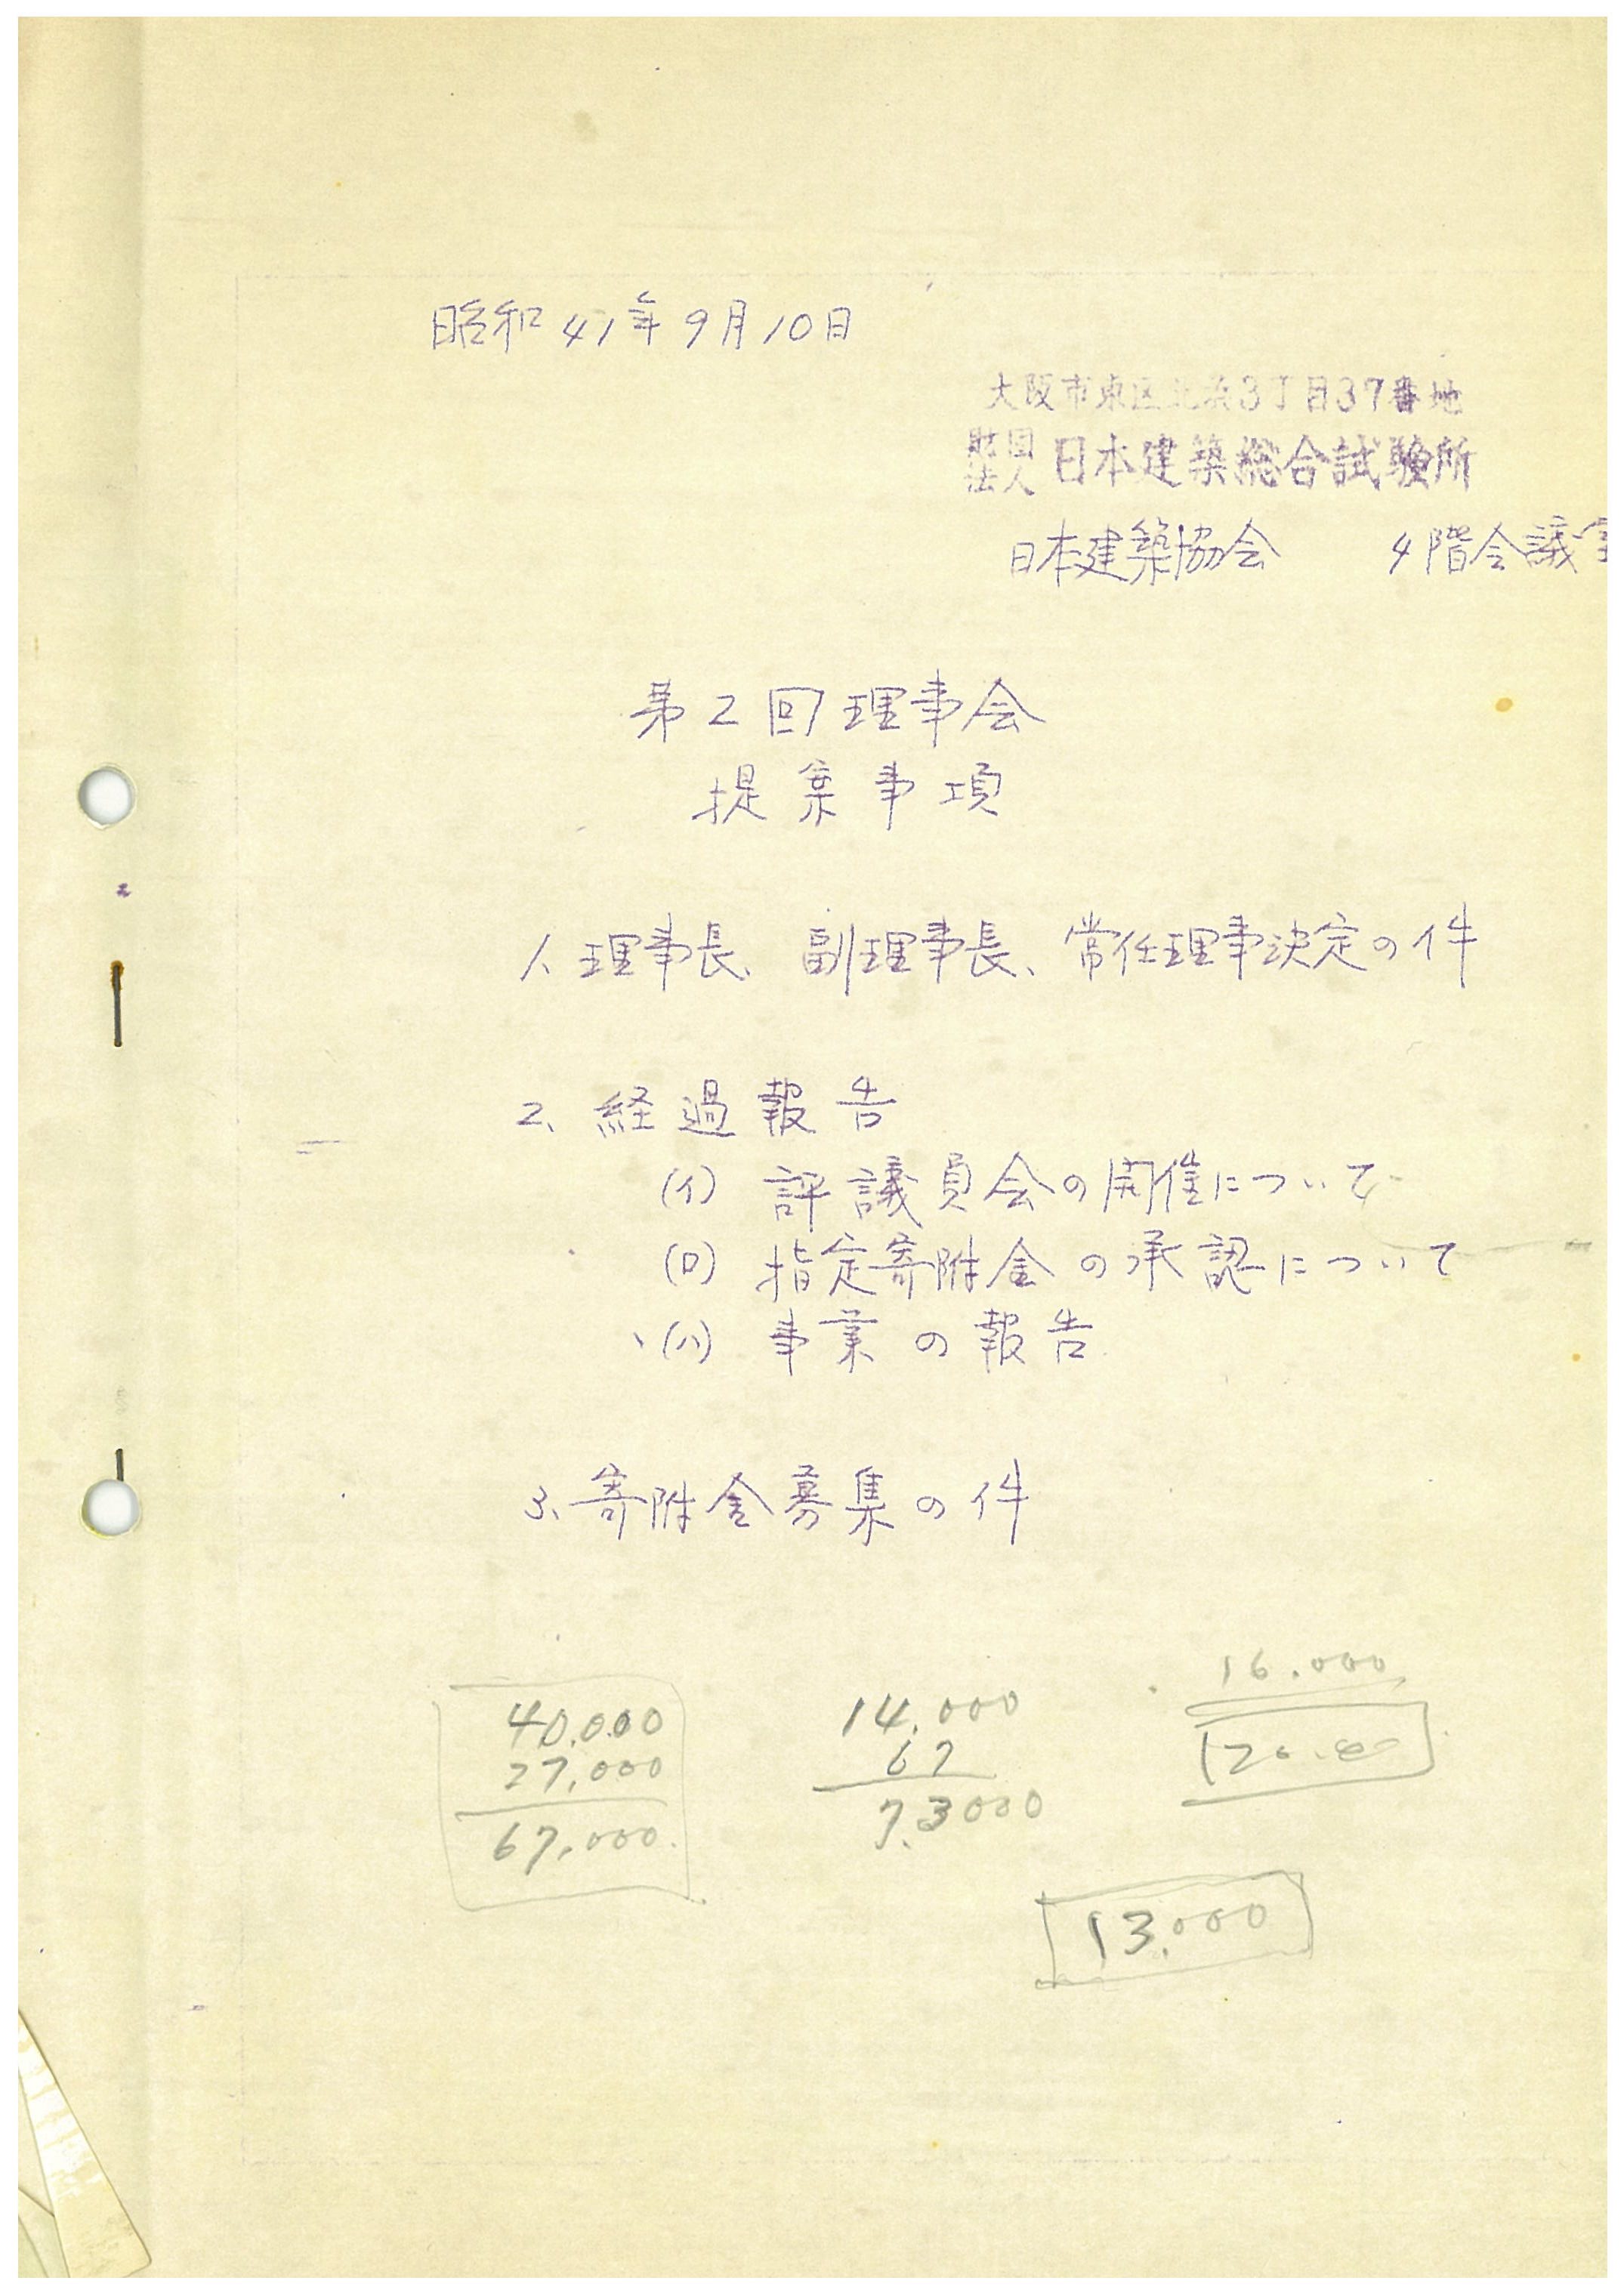 昭和41年9月10日
大阪市東区北浜3丁目37番地
財団法人 日本建築総合試験所
日本建築協会 4階会議室
第2回理事会
提案事項
1、理事長、副理事長、常任理事決定の件
2、経過報告
(イ) 評議員会の開催について
(ロ) 指定寄附金の承認について
(ハ) 事業の報告
3、寄附金募集の件
16.000
40,000
27,000
67,000.
14,000
67
7.3000
13.000